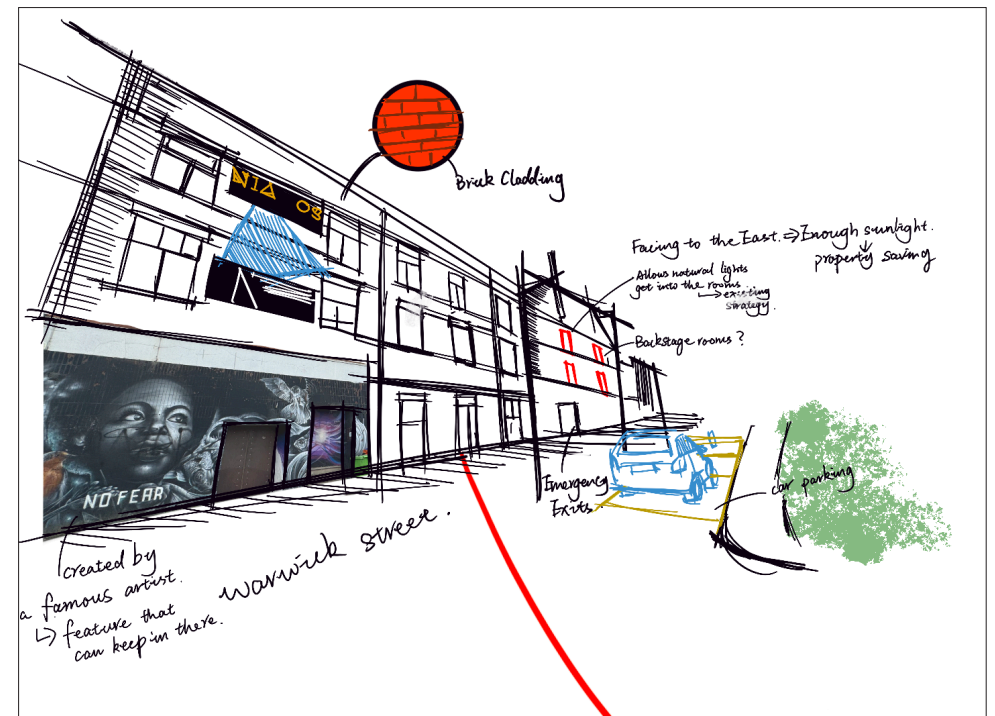 NIA OS
Brick Cladding
Facing to the East. ⇒ Enough sunlight.
↓
property saving
Allows natural lights
get into the rooms
↳ existing
strategy.
Backstage rooms ?
NO FEAR
Emergency
Exits
car parking
created by
a famous artist.
↳ feature that
can keep in there.
Warwick street.